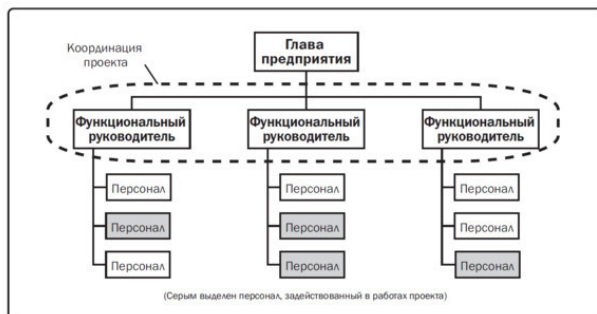 Координация
проекта
Глава
предприятия
Функциональный
руководитель
Функциональный
руководитель
Функциональный
руководитель
Персонал
Персонал
Персонал
Персонал
Персонал
Персонал
Персонал
Персонал
Персонал
(Серым выделен персонал, задействованный в работах проекта)